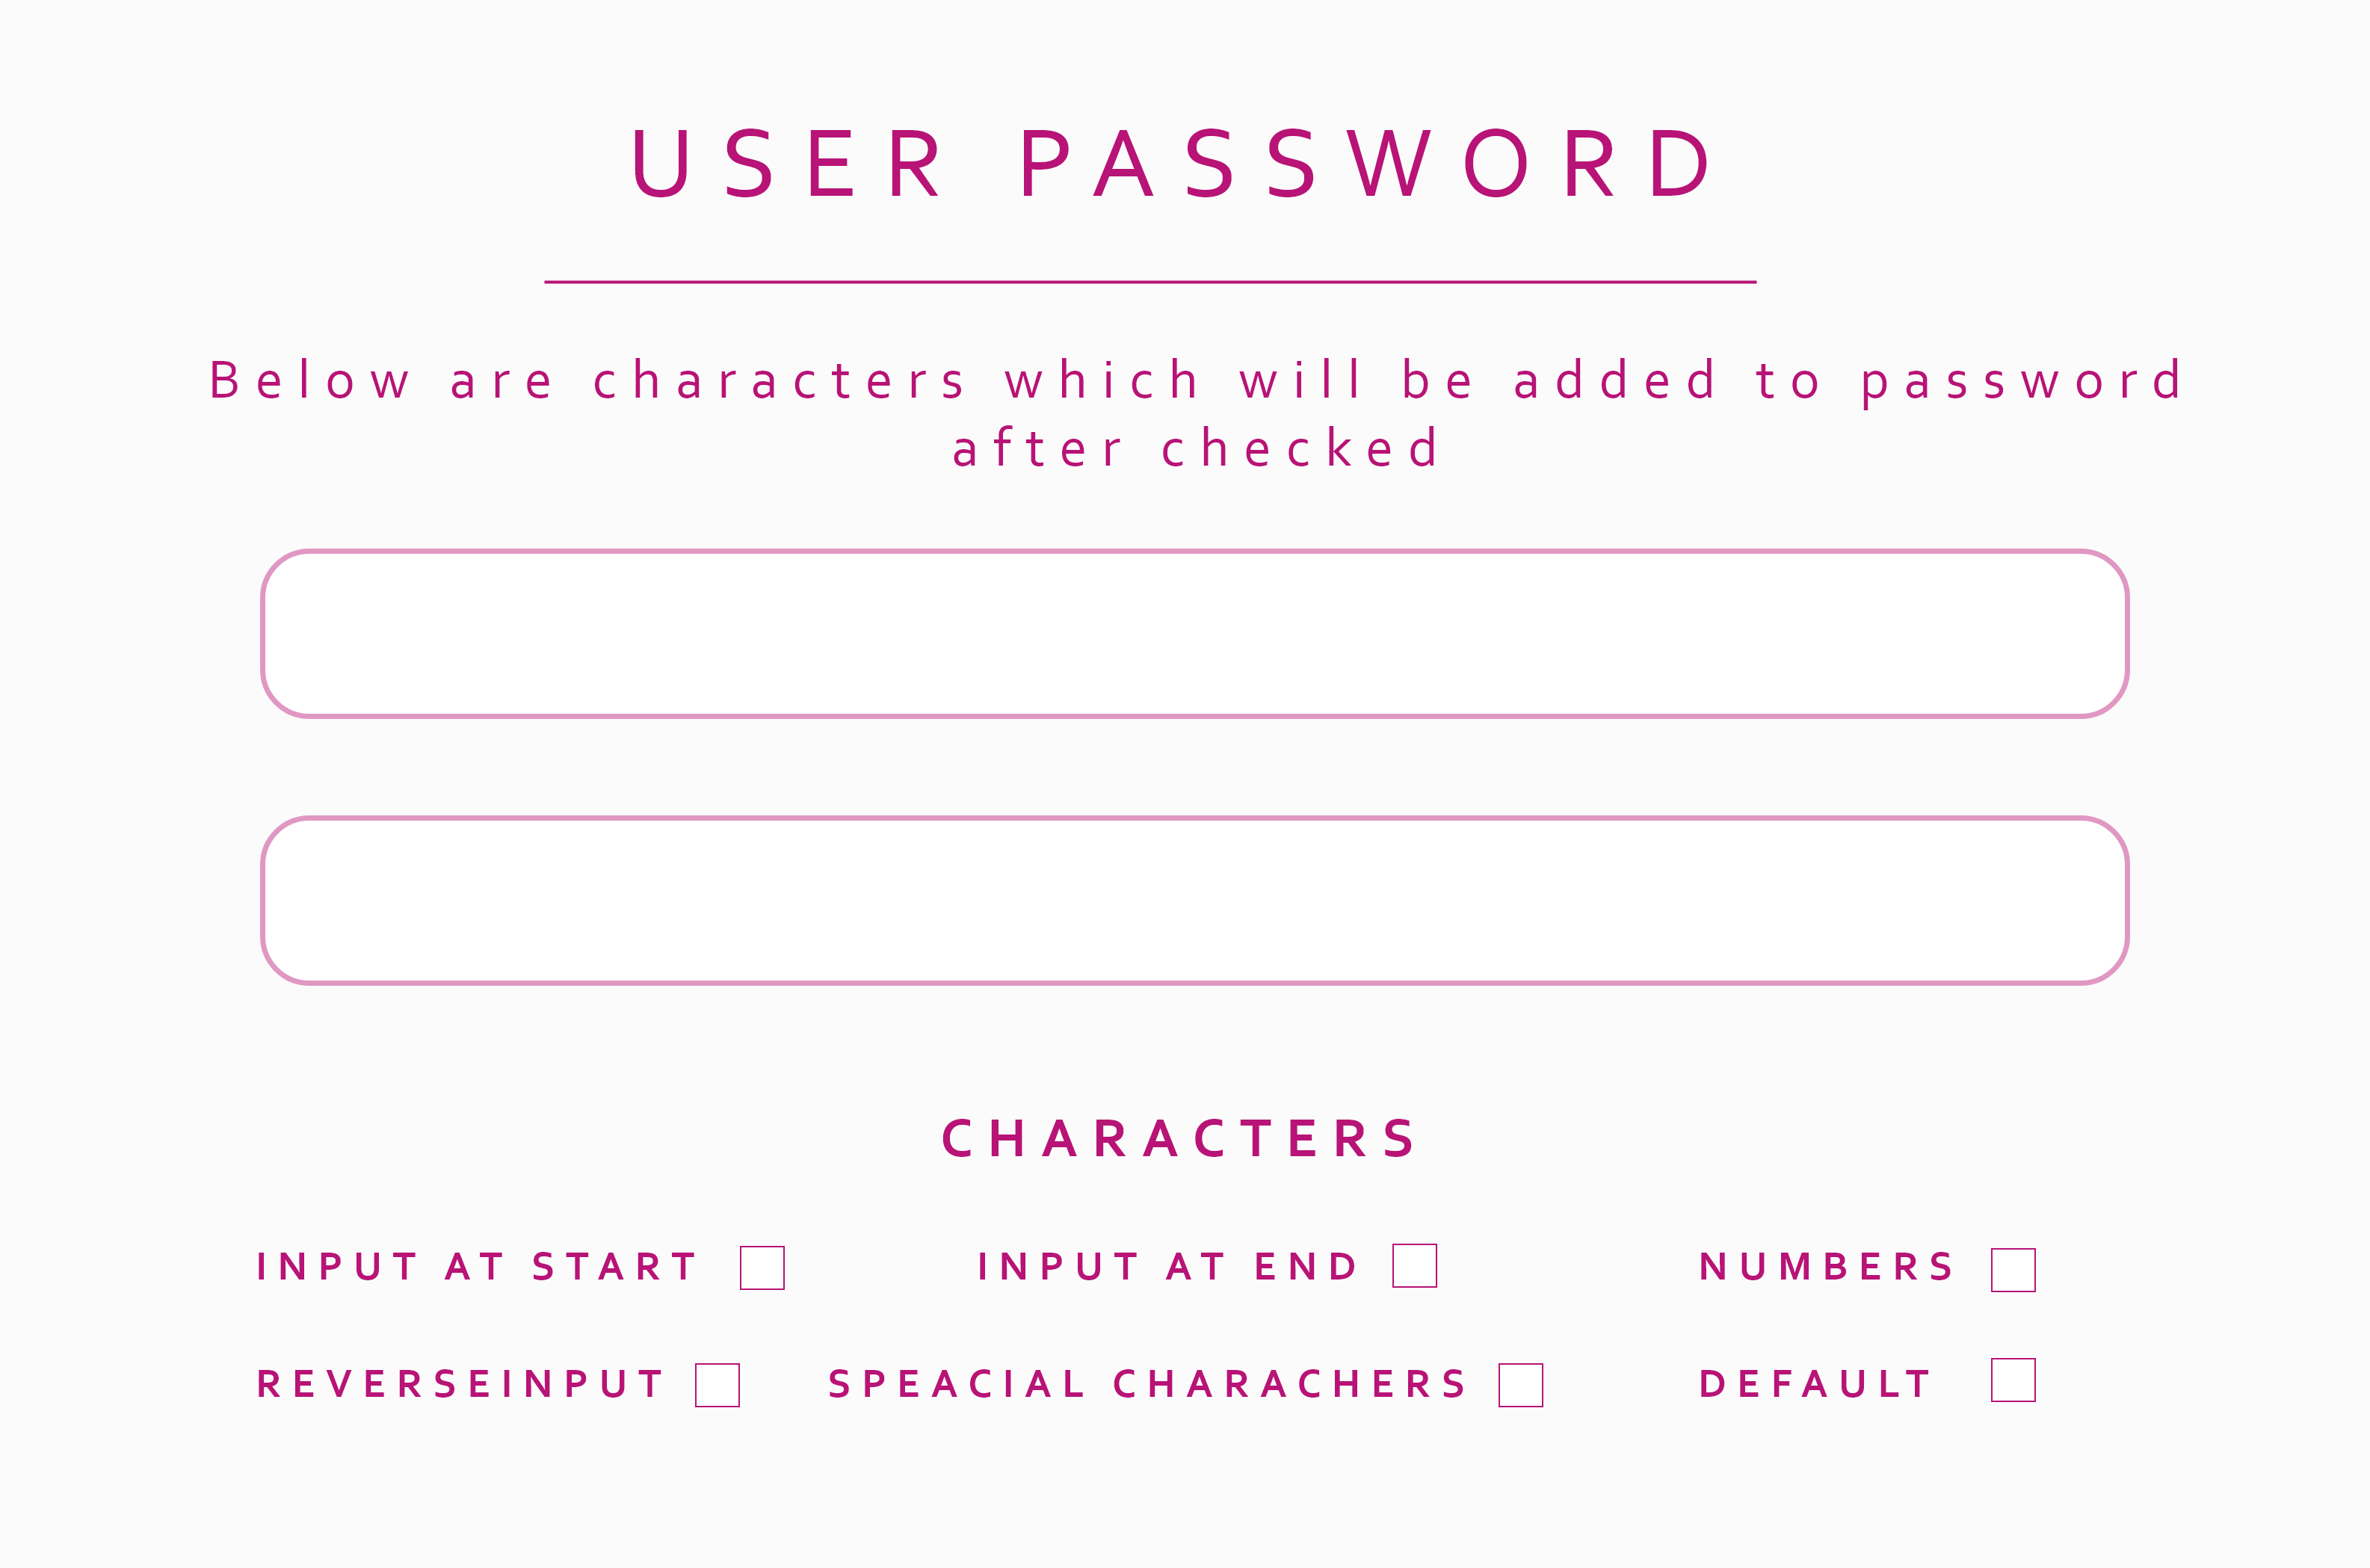 USER PASSWORD
Below are characters which will be added to password
after checked
CHARACTERS
INPUT AT START
INPUT AT END
NUMBERS
REVERSEINPUT
SPEACIAL CHARACHERS
DEFAULT